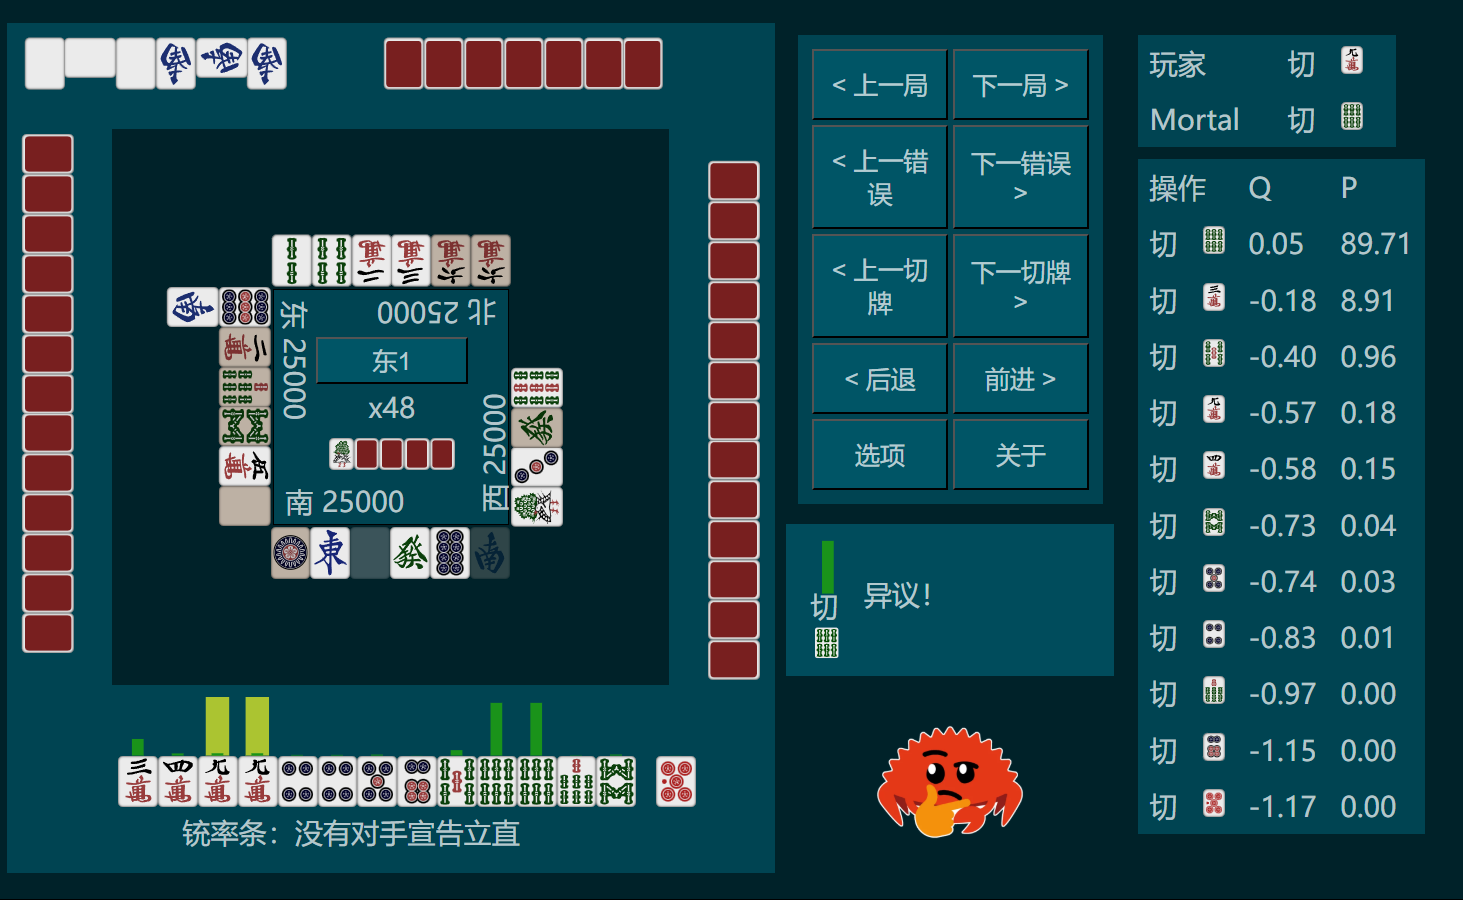 北 25000
东 25000
东1
x48
西 25000
南 25000
铳率条：没有对手宣告立直
< 上一局
下一局 >
< 上一错
误
下一错误
>
< 上一切
牌
下一切牌
>
< 后退
前进 >
选项
关于
切
异议！
玩家 切
Mortal 切
操作 Q P
切 0.05 89.71
切 -0.18 8.91
切 -0.40 0.96
切 -0.57 0.18
切 -0.58 0.15
切 -0.73 0.04
切 -0.74 0.03
切 -0.83 0.01
切 -0.97 0.00
切 -1.15 0.00
切 -1.17 0.00